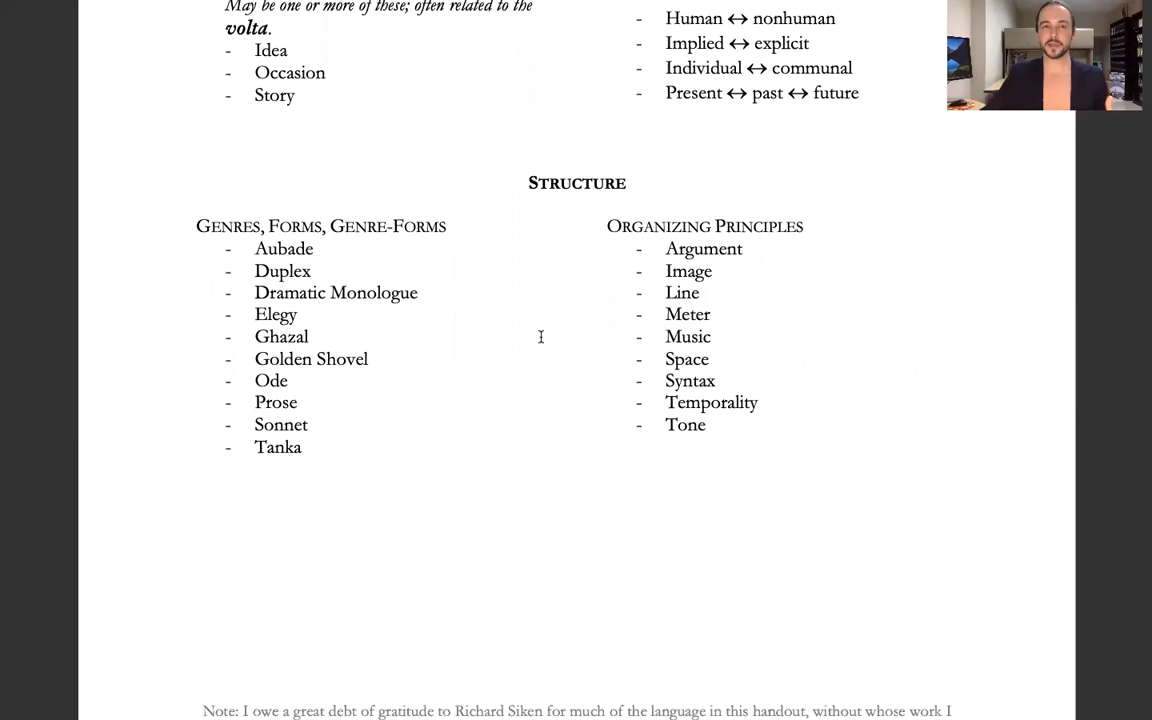 May be one or more of these; often related to the
volta.
- Idea
- Occasion
- Story
- Human ↔ nonhuman
- Implied ↔ explicit
- Individual ↔ communal
- Present ↔ past ↔ future
STRUCTURE
GENRES, FORMS, GENRE-FORMS
- Aubade
- Duplex
- Dramatic Monologue
- Elegy
- Ghazal
- Golden Shovel
- Ode
- Prose
- Sonnet
- Tanka
ORGANIZING PRINCIPLES
- Argument
- Image
- Line
- Meter
- Music
- Space
- Syntax
- Temporality
- Tone
Note: I owe a great debt of gratitude to Richard Siken for much of the language in this handout, without whose work I